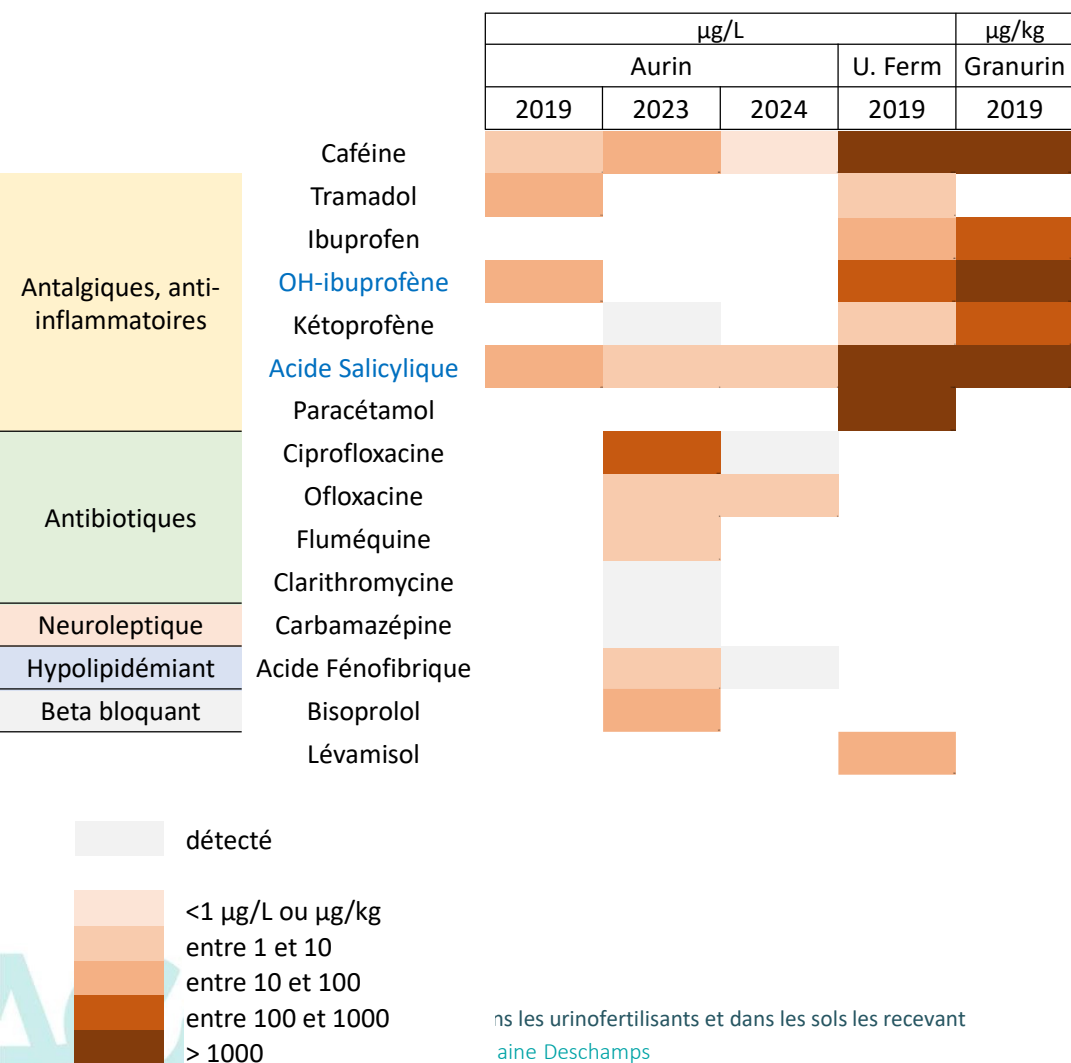 µg/L µg/kg
Aurin U. Ferm Granurin
2019 2023 2024 2019 2019
Caféine
Tramadol
Ibuprofen
Antalgiques, anti-
inflammatoires
OH-ibuprofène
Kétoprofène
Acide Salicylique
Paracétamol
Antibiotiques
Ciprofloxacine
Ofloxacine
Fluméquine
Clarithromycine
Neuroleptique Carbamazépine
Hypolipidémiant Acide Fénofibrique
Beta bloquant Bisoprolol
Lévamisol
détecté
<1 µg/L ou µg/kg
entre 1 et 10
entre 10 et 100
entre 100 et 1000
> 1000
les urinofertilisants et dans les sols les recevant
Deschamps